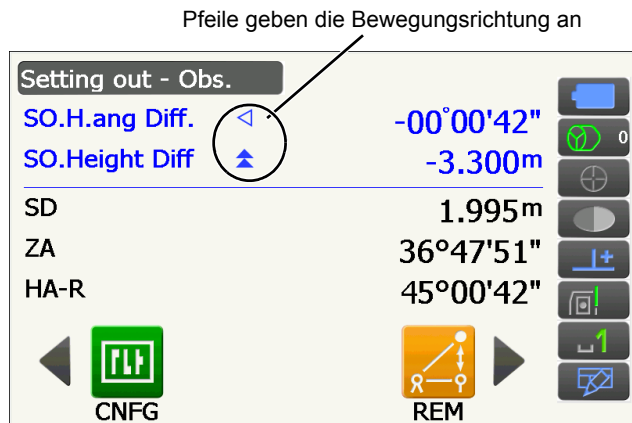 Pfeile geben die Bewegungsrichtung an
Setting out - Obs.
SO.H.ang Diff. -00°00'42"
SO.Height Diff -3.300m
SD 1.995m
ZA 36°47'51"
HA-R 45°00'42"
0
1
CNFG REM